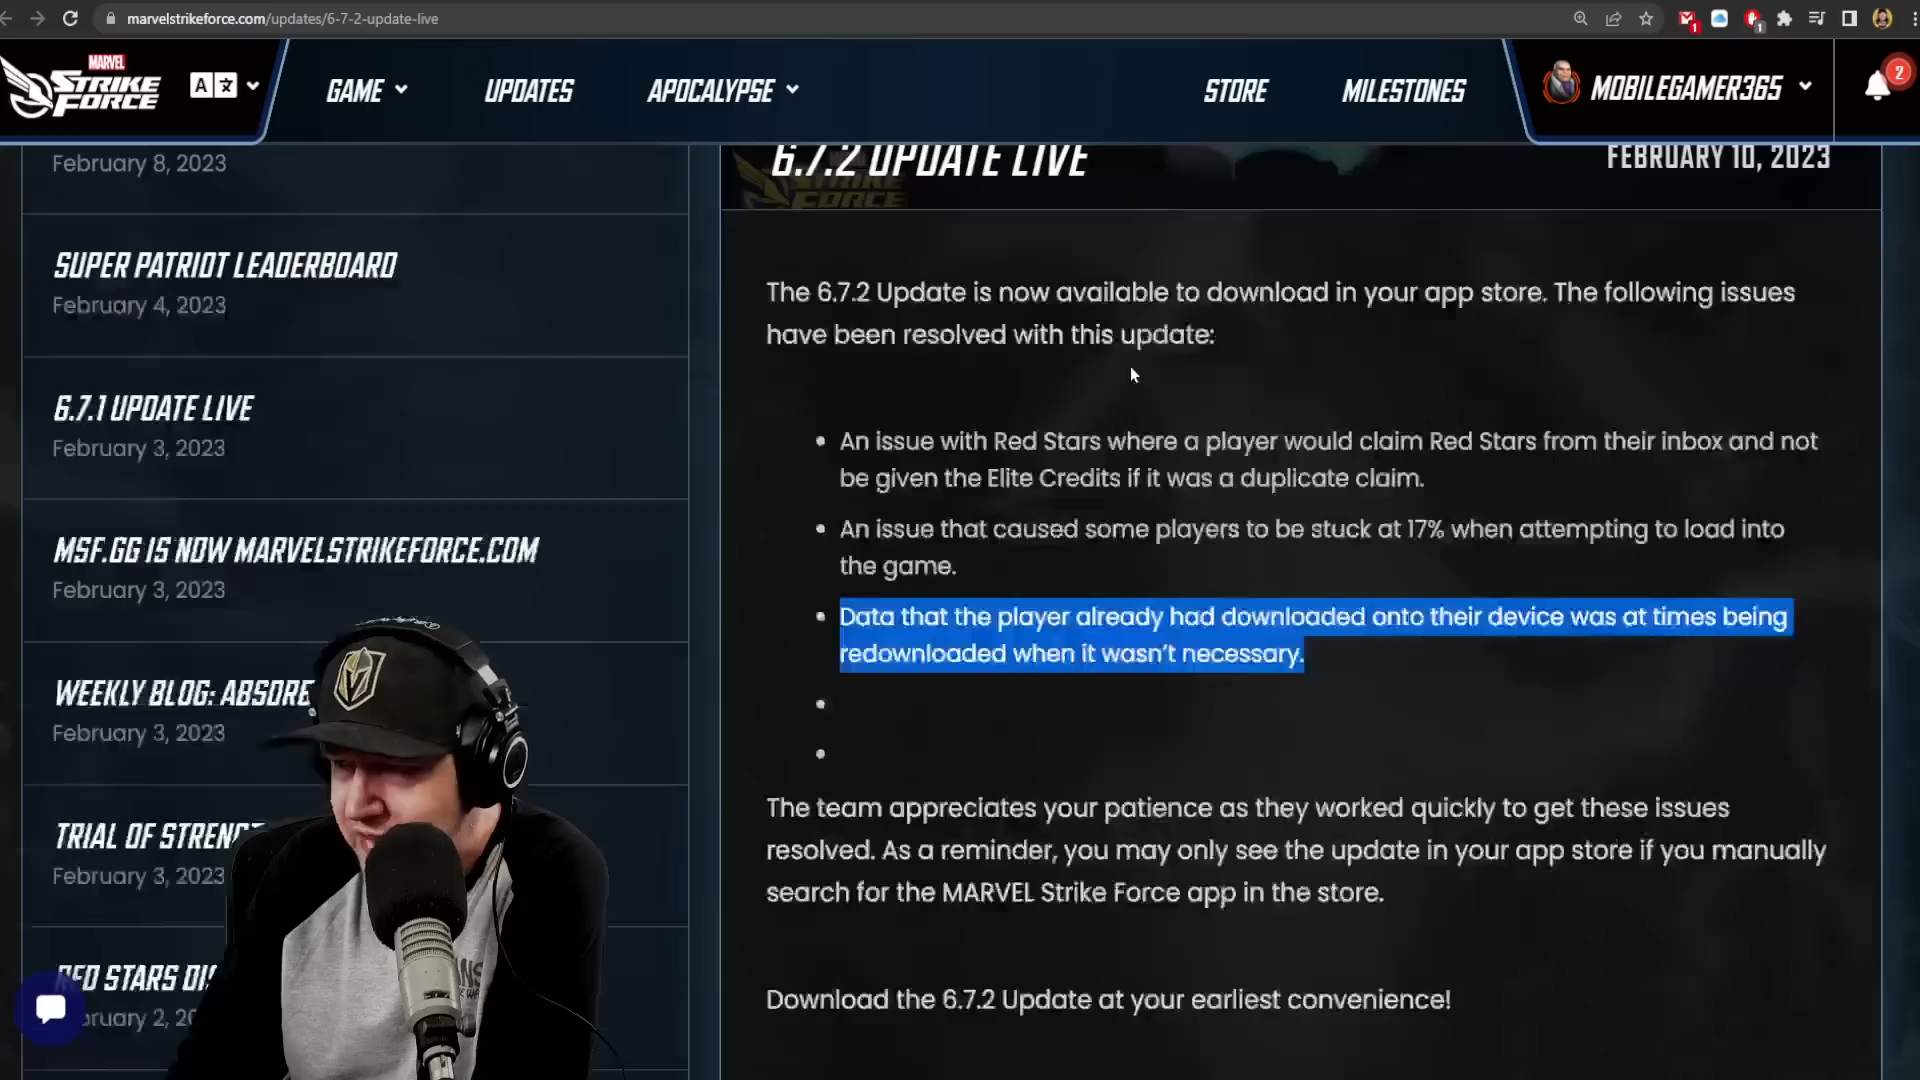 marvelstrikeforce.com/updates/6-7-2-update-live
1
1
MARVEL
STRIKE
FORCE
A
GAME
UPDATES
APOCALYPSE
STORE
MILESTONES
MOBILEGAMER365
2
February 8, 2023
SUPER PATRIOT LEADERBOARD
February 4, 2023
6.7.1 UPDATE LIVE
February 3, 2023
MSF.GG IS NOW MARVELSTRIKEFORCE.COM
February 3, 2023
WEEKLY BLOG:
February 3, 2023
TRIAL OF
February 3, 2023
RED STARS
6.7.2 UPDATE LIVE
FEBRUARY 10, 2023
STRIKE
FORCE
The 6.7.2 Update is now available to download in your app store. The following issues
have been resolved with this update:
• An issue with Red Stars where a player would claim Red Stars from their inbox and not
be given the Elite Credits if it was a duplicate claim.
• An issue that caused some players to be stuck at 17% when attempting to load into
the game.
• Data that the player already had downloaded onto their device was at times being
redownloaded when it wasn't necessary.
•
•
The team appreciates your patience as they worked quickly to get these issues
resolved. As a reminder, you may only see the update in your app store if you manually
search for the MARVEL Strike Force app in the store.
Download the 6.7.2 Update at your earliest convenience!